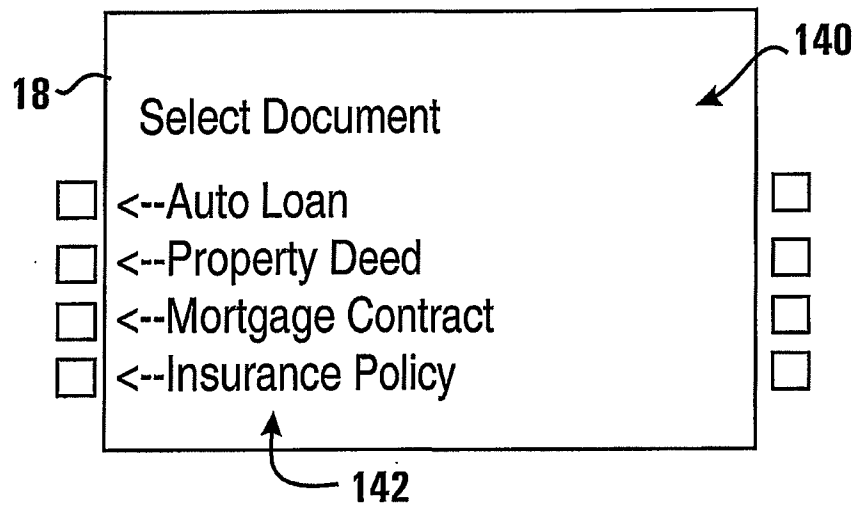 140
18
Select Document
<--Auto Loan
<--Property Deed
<--Mortgage Contract
<--Insurance Policy
142